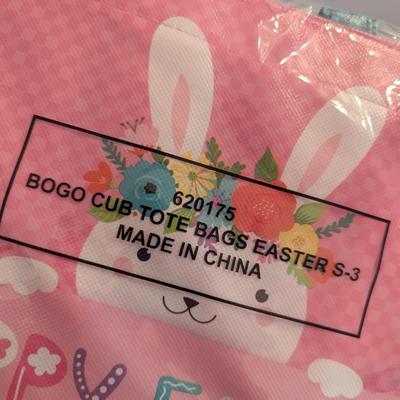 620175
BOGO CUB TOTE BAGS EASTER S-3
MADE IN CHINA